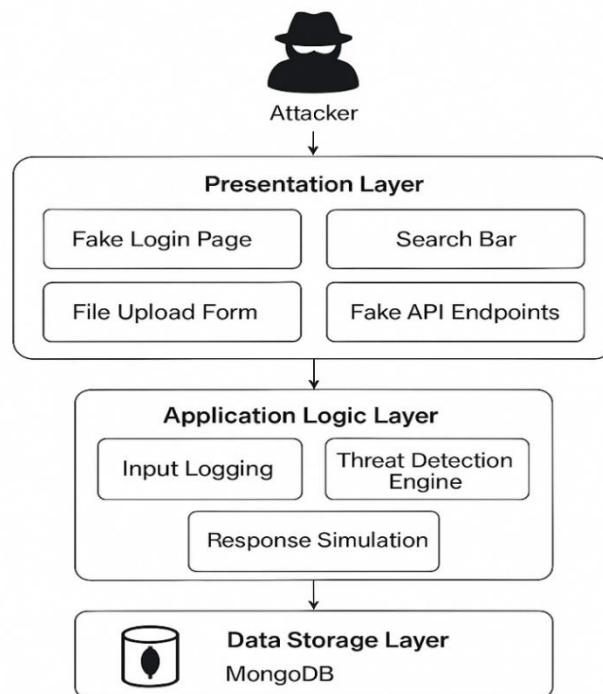 Attacker
Presentation Layer
Fake Login Page
Search Bar
File Upload Form
Fake API Endpoints
Application Logic Layer
Input Logging
Threat Detection
Engine
Response Simulation
Data Storage Layer
MongoDB